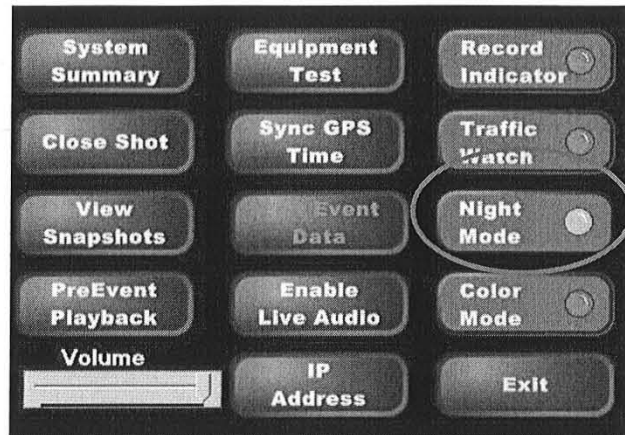 System
Summary
Equipment
Test
Record
Indicator
Close Shot
Sync GPS
Time
Traffic
Watch
View
Snapshots
Event
Data
Night
Mode
PreEvent
Playback
Enable
Live Audio
Color
Mode
Volume
IP
Address
Exit